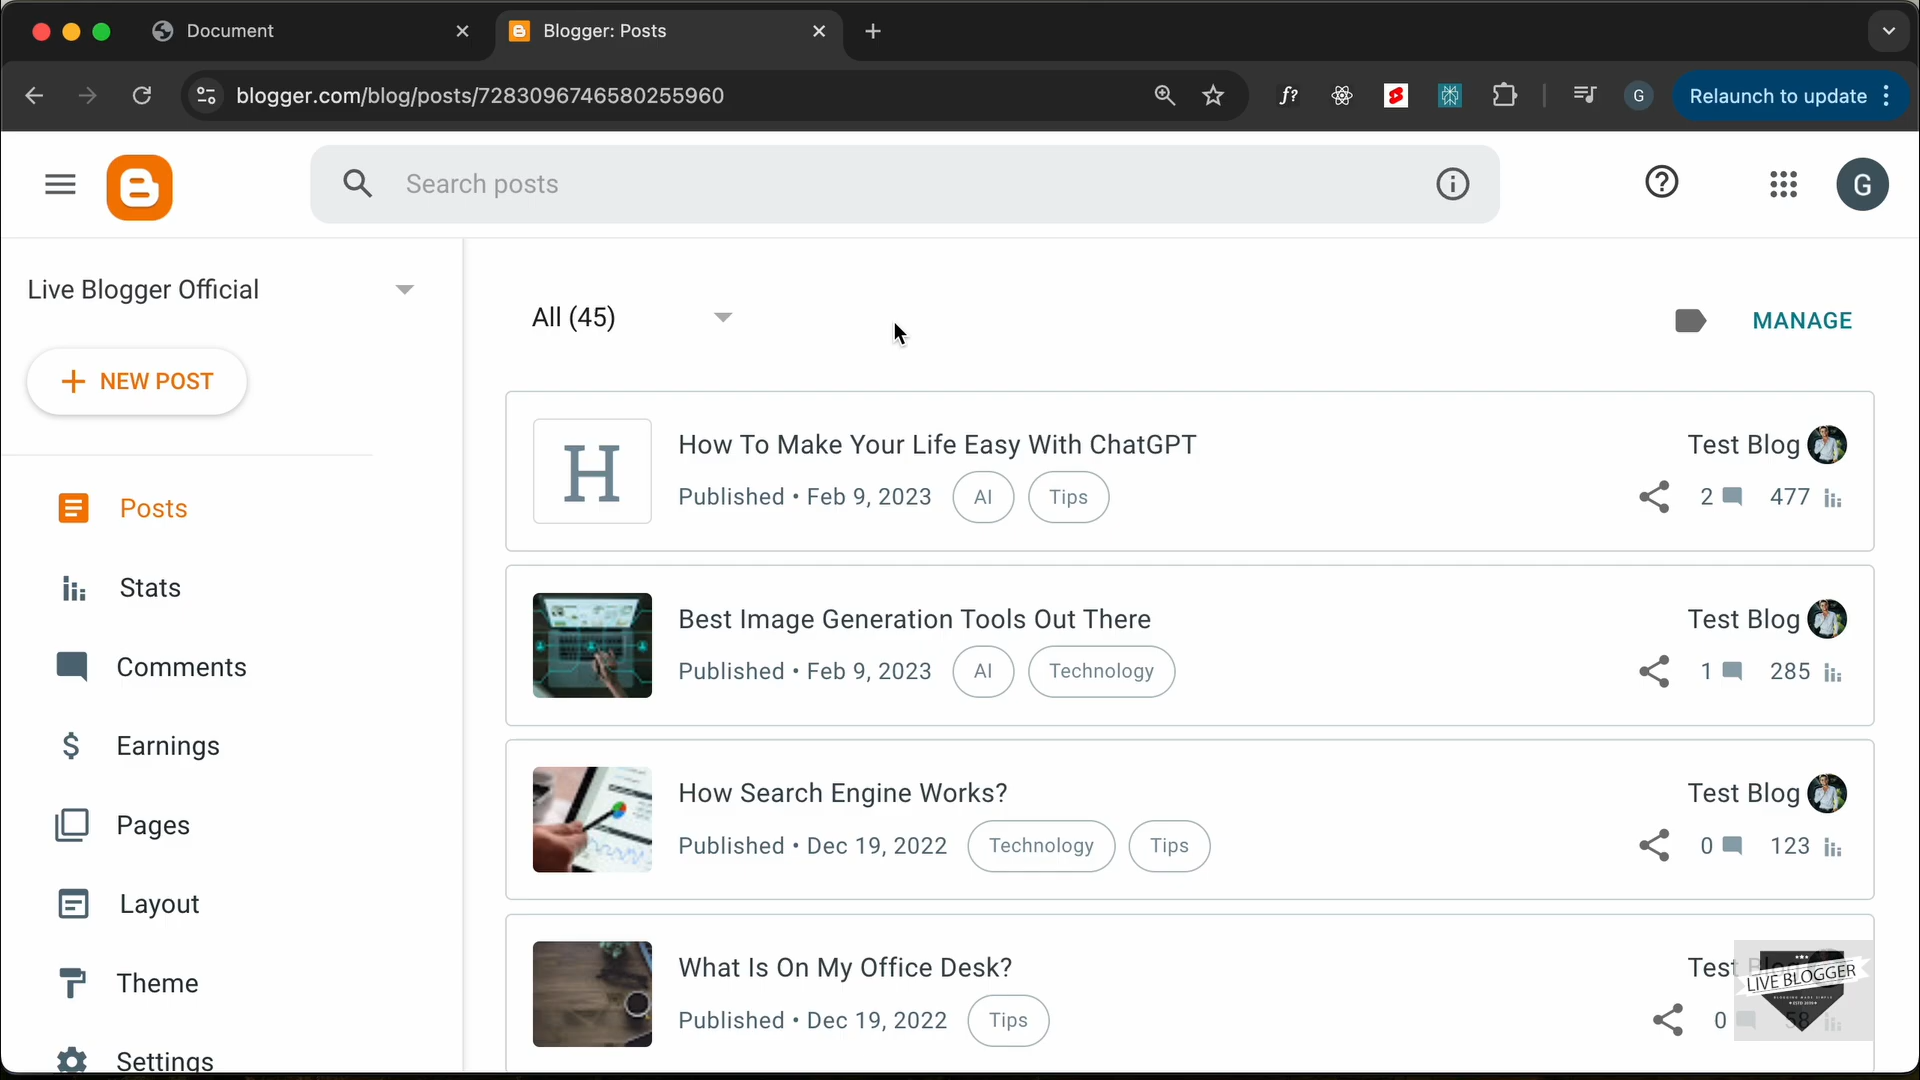 Document
Blogger: Posts
blogger.com/blog/posts/7283096746580255960
f?
G
Relaunch to update
Search posts
G
Live Blogger Official
NEW POST
Posts
Stats
Comments
Earnings
Pages
Layout
Theme
Settings
All (45)
MANAGE
H
How To Make Your Life Easy With ChatGPT
Test Blog
Published • Feb 9, 2023 AI Tips
2 477
Best Image Generation Tools Out There
Test Blog
Published • Feb 9, 2023 AI Technology
1 285
How Search Engine Works?
Test Blog
Published • Dec 19, 2022 Technology Tips
0 123
What Is On My Office Desk?
Test Blog
Published • Dec 19, 2022 Tips
0 58
LIVE BLOGGER